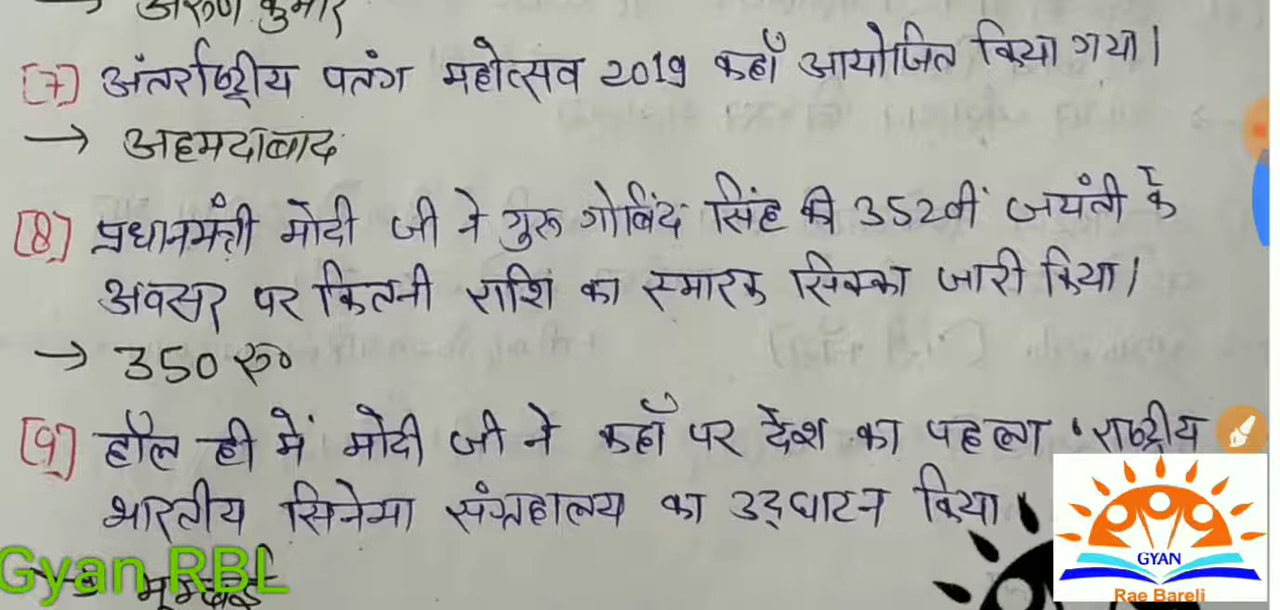 → अरुण कुमार
[7] अंतर्राष्ट्रीय पतंग महोत्सव 2019 कहाँ आयोजित किया गया।
→ अहमदाबाद
[8] प्रधानमंत्री मोदी जी ने गुरु गोबिंद सिंह की 352वीं जयंती के
अवसर पर कितनी राशि का स्मारक सिक्का जारी किया।
→ 350 रु०
[9] हाल ही में मोदी जी ने कहाँ पर देश का पहला 'राष्ट्रीय
भारतीय सिनेमा संग्रहालय का उद्घाटन किया।
→ मुम्बई
Gyan RBL
GYAN
Rae Bareli